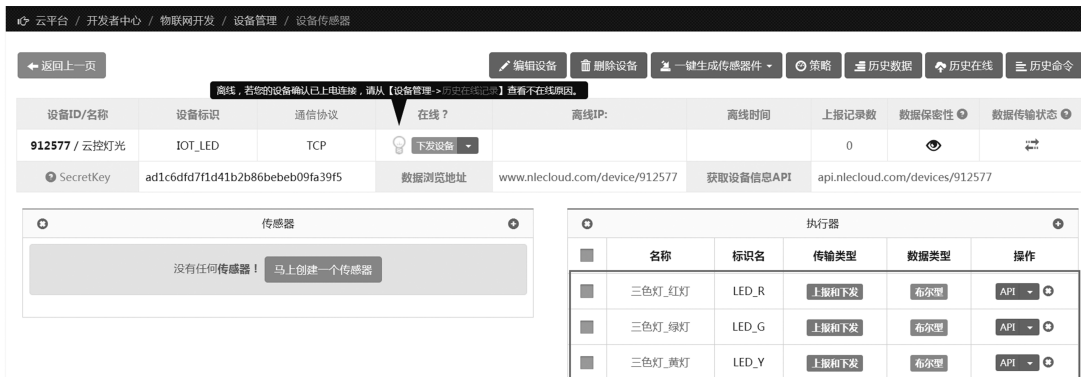 云平台 / 开发者中心 / 物联网开发 / 设备管理 / 设备传感器
返回上一页 编辑设备 删除设备 一键生成传感器件 策略 历史数据 历史在线 历史命令
离线，若您的设备确认已上电连接，请从【设备管理->历史在线记录】查看不在线原因。
设备ID/名称 设备标识 通信协议 在线？ 离线IP: 离线时间 上报记录数 数据保密性 数据传输状态
912577 / 云控灯光 IOT_LED TCP 下发设备 0
SecretKey ad1c6dfd7f1d41b2b86bebeb09fa39f5 数据浏览地址 www.nlecloud.com/device/912577 获取设备信息API api.nlecloud.com/devices/912577
传感器
没有任何传感器！ 马上创建一个传感器
执行器
名称 标识名 传输类型 数据类型 操作
三色灯_红灯 LED_R 上报和下发 布尔型 API
三色灯_绿灯 LED_G 上报和下发 布尔型 API
三色灯_黄灯 LED_Y 上报和下发 布尔型 API